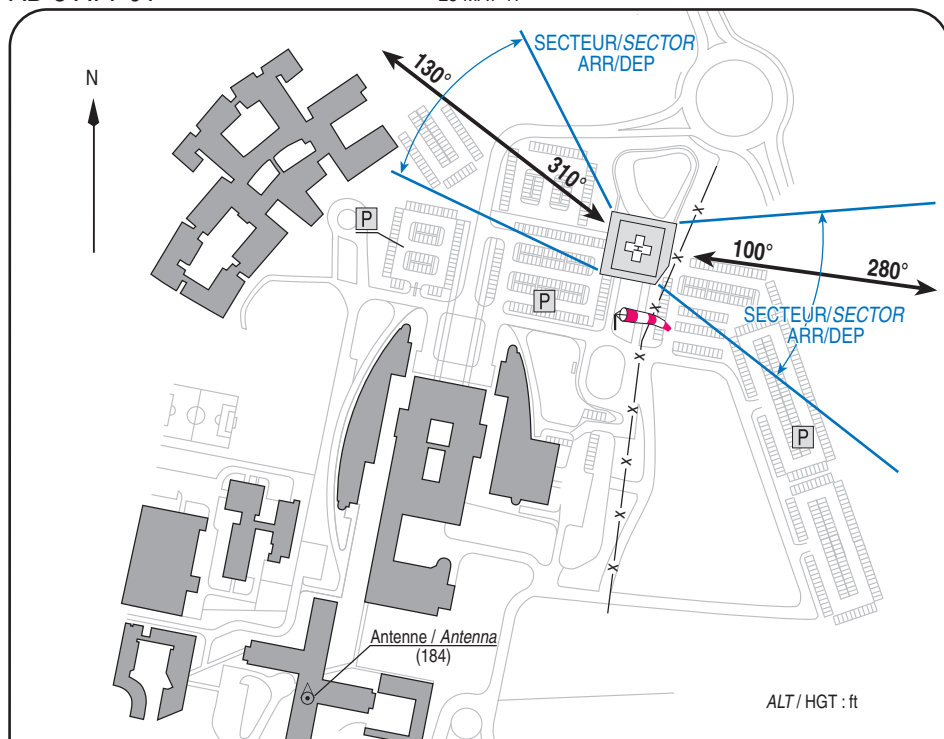 N
SECTEUR/SECTOR
ARR/DEP
130°
310°
P
100°
280°
P
SECTEUR/SECTOR
ARR/DEP
P
Antenne / Antenna
(184)
ALT / HGT : ft